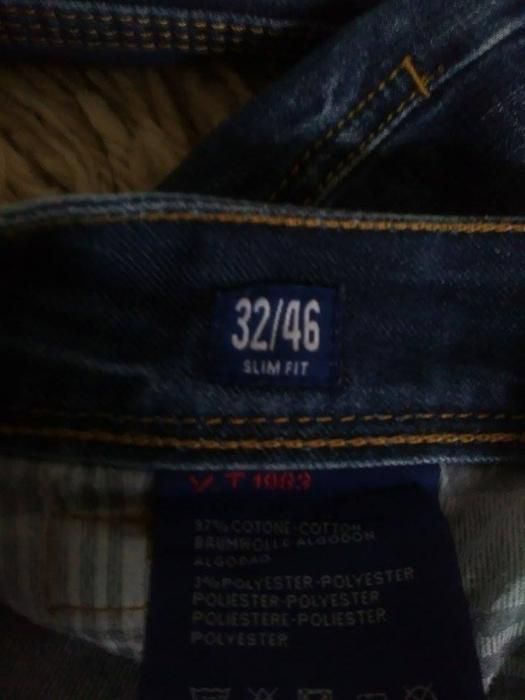 32/46
SLIM FIT
T 1983
97% COTONE-COTTON
BAUMWOLLE ALGODON
ALGODAO
3% POLYESTER-POLYESTER
POLIESTER-POLYESTER
POLIESTERE-POLIESTER
POLYESTER